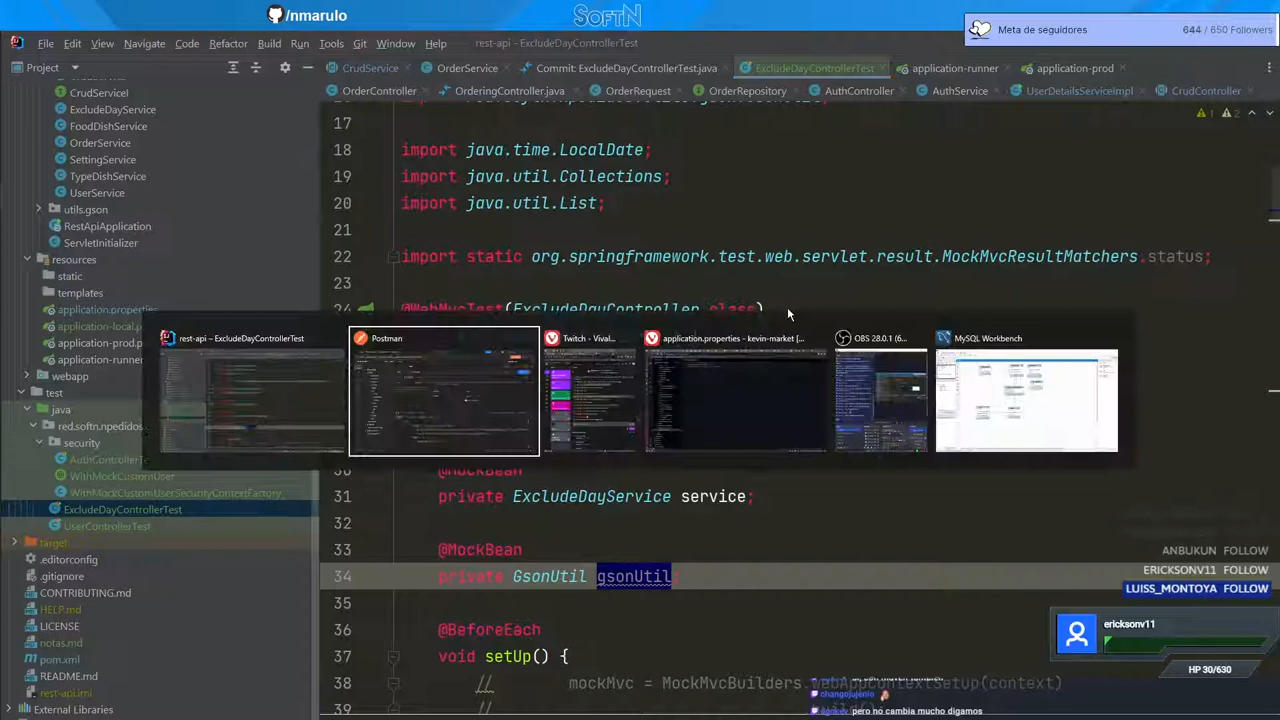 /nmarulo
SOFTN
Meta de seguidores
644 / 650 Followers
File Edit View Navigate Code Refactor Build Run Tools Git Window Help
rest-api – ExcludeDayControllerTest
Project
CrudService
OrderService
Commit: ExcludeDayControllerTest.java
ExcludeDayControllerTest
application-runner
application-prod
OrderController
OrderingController.java
OrderRequest
OrderRepository
AuthController
AuthService
UserDetailsServiceImpl
CrudController
CrudServiceI
ExcludeDayService
FoodDishService
OrderService
SettingService
TypeDishService
UserService
utils.gson
RestApiApplication
ServletInitializer
resources
static
templates
application.properties
application-local.p
application-prod.p
application-runner
webapp
test
java
red.softn.npedidos
security
AuthControllerTe
WithMockCustomUser
WithMockCustomUserSecurityContextFactory
ExcludeDayControllerTest
UserControllerTest
target
.editorconfig
.gitignore
CONTRIBUTING.md
HELP.md
LICENSE
notas.md
pom.xml
README.md
rest-api.iml
External Libraries
1 2
17
18 import java.time.LocalDate;
19 import java.util.Collections;
20 import java.util.List;
21
22 import static org.springframework.test.web.servlet.result.MockMvcResultMatchers.status;
23
24 @WebMvcTest(ExcludeDayController.class)
rest-api – ExcludeDayControllerTest
Postman
Twitch - Vival...
application.properties - kevin-market [...
OBS 28.0.1 (6...
MySQL Workbench
30 @MockBean
31 private ExcludeDayService service;
32
33 @MockBean
34 private GsonUtil gsonUtil;
35
36 @BeforeEach
37 void setUp() {
38 // mockMvc = MockMvcBuilders.webAppContextSetup(context)
39 //
ANBUKUN FOLLOW
ERICKSONV11 FOLLOW
LUISS_MONTOYA FOLLOW
ericksonv11
HP 30/630
changojujenio
pero no cambia mucho digamos